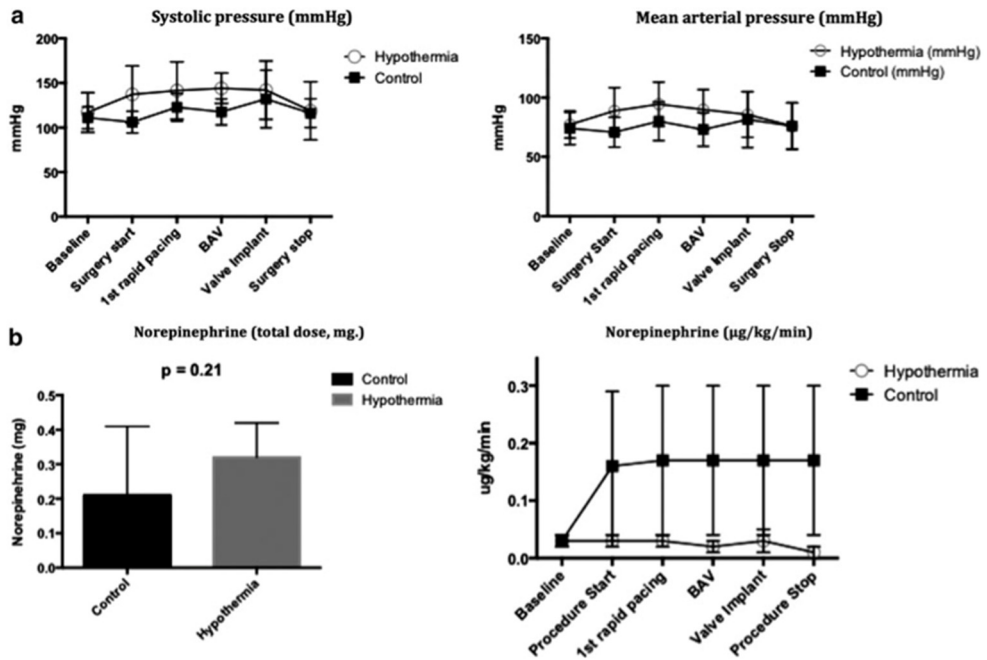 a
Systolic pressure (mmHg)
200
150
100
50
0
mmHg
Hypothermia
Control
Baseline
Surgery start
1st rapid pacing
BAV
Valve Implant
Surgery stop
Mean arterial pressure (mmHg)
150
100
50
0
mmHg
Hypothermia (mmHg)
Control (mmHg)
Baseline
Surgery Start
1st rapid pacing
BAV
Valve Implant
Surgery Stop
b
Norepinephrine (total dose, mg.)
p = 0.21
Control
Hypothermia
0.5
0.4
0.3
0.2
0.1
0.0
Norepinehrine (mg)
Control
Hypothermia
Norepinephrine (µg/kg/min)
Hypothermia
Control
0.3
0.2
0.1
0.0
ug/kg/min
Baseline
Procedure Start
1st rapid pacing
BAV
Valve Implant
Procedure Stop